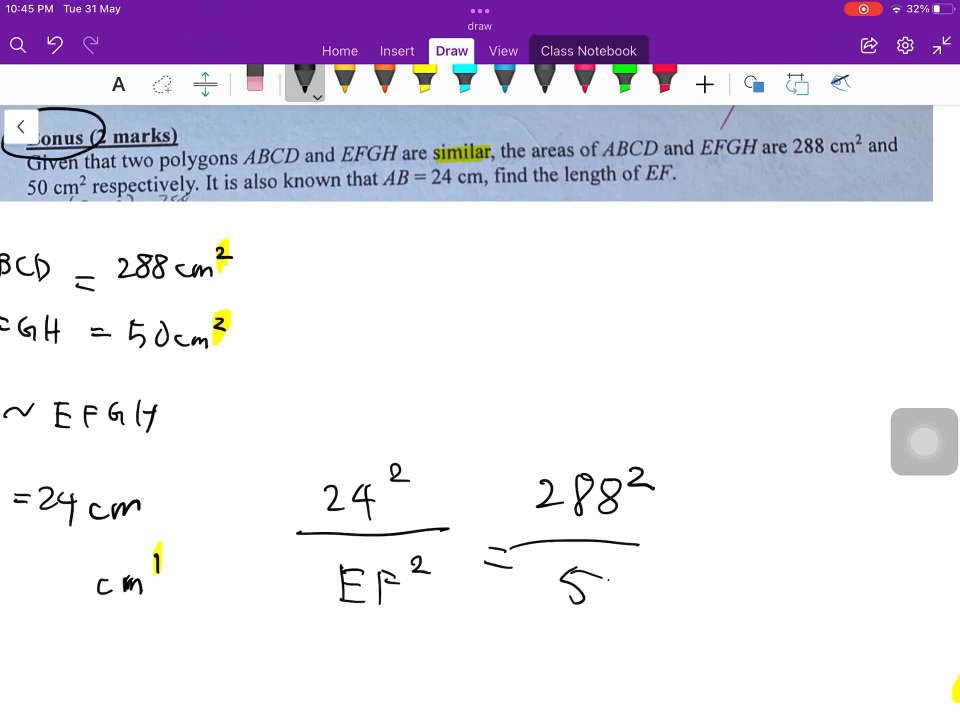 10:45 PM Tue 31 May
32%
draw
Home Insert Draw View Class Notebook
A
onus (2 marks)
Given that two polygons ABCD and EFGH are similar, the areas of ABCD and EFGH are 288 cm² and
50 cm² respectively. It is also known that AB = 24 cm, find the length of EF.
BCD = 288 cm²
FGH = 50 cm²
~ EFGH
= 24 cm
cm¹
24² / EF² = 288² / 5